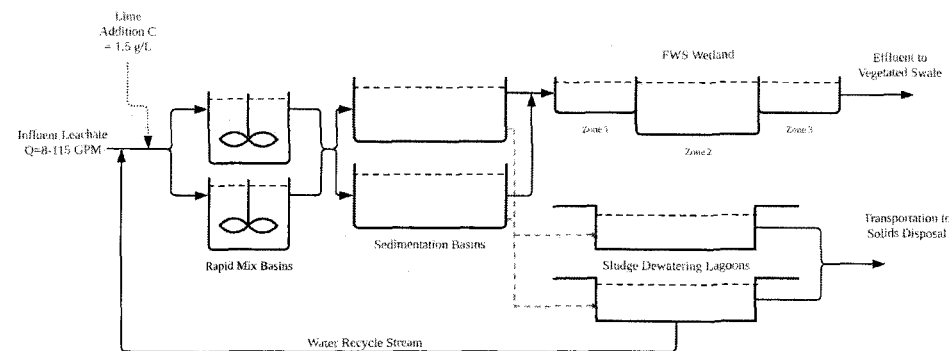 Lime
Addition C
= 1.5 g/L
FWS Wetland
Effluent to
Vegetated Swale
Influent Leachate
Q=8-115 GPM
Zone 1
Zone 3
Zone 2
Transportation to
Solids Disposal
Sedimentation Basins
Rapid Mix Basins
Sludge Dewatering Lagoons
Water Recycle Stream